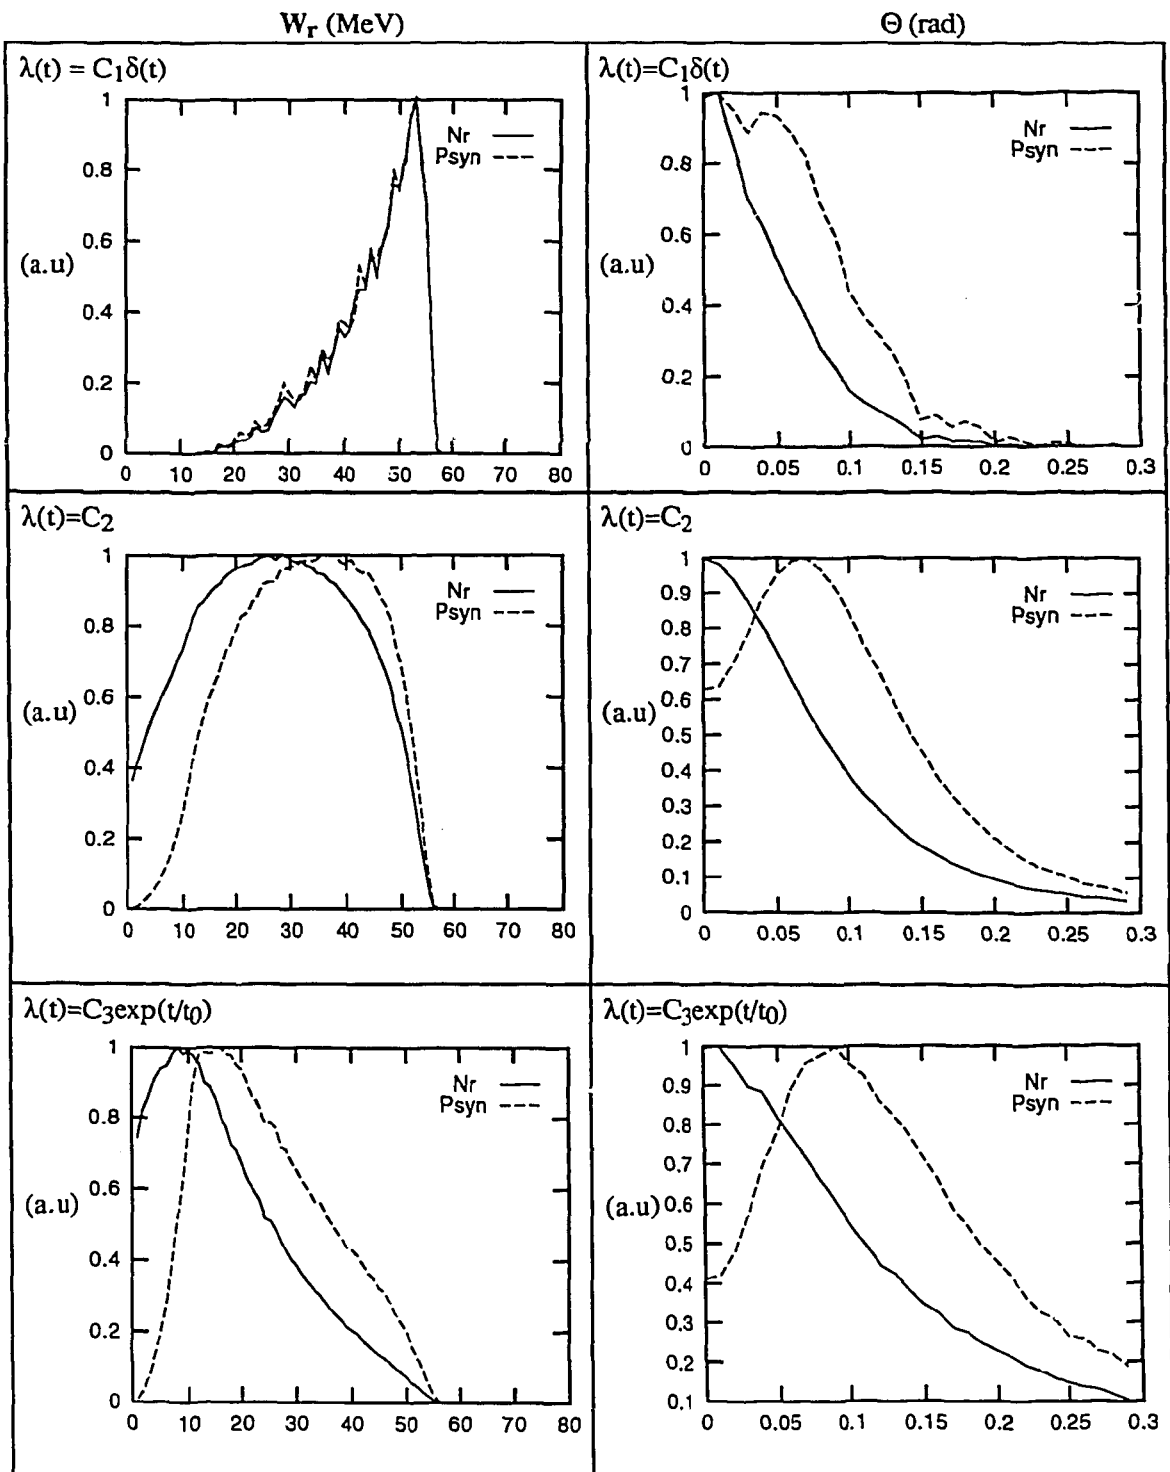 Wr (MeV)
Θ (rad)
λ(t) = C1δ(t)
1
0.8
0.6
(a.u)
0.4
0.2
0
Nr
Psyn
0 10 20 30 40 50 60 70 80
λ(t)=C1δ(t)
1
0.8
0.6
(a.u)
0.4
0.2
0
Nr
Psyn
0 0.05 0.1 0.15 0.2 0.25 0.3
λ(t)=C2
1
0.8
0.6
(a.u)
0.4
0.2
0
Nr
Psyn
0 10 20 30 40 50 60 70 80
λ(t)=C2
1
0.9
0.8
0.7
0.6
(a.u)
0.5
0.4
0.3
0.2
0.1
0
Nr
Psyn
0 0.05 0.1 0.15 0.2 0.25 0.3
λ(t)=C3exp(t/t0)
1
0.8
0.6
(a.u)
0.4
0.2
0
Nr
Psyn
0 10 20 30 40 50 60 70 80
λ(t)=C3exp(t/t0)
1
0.9
0.8
0.7
0.6
(a.u)
0.5
0.4
0.3
0.2
0.1
Nr
Psyn
0 0.05 0.1 0.15 0.2 0.25 0.3